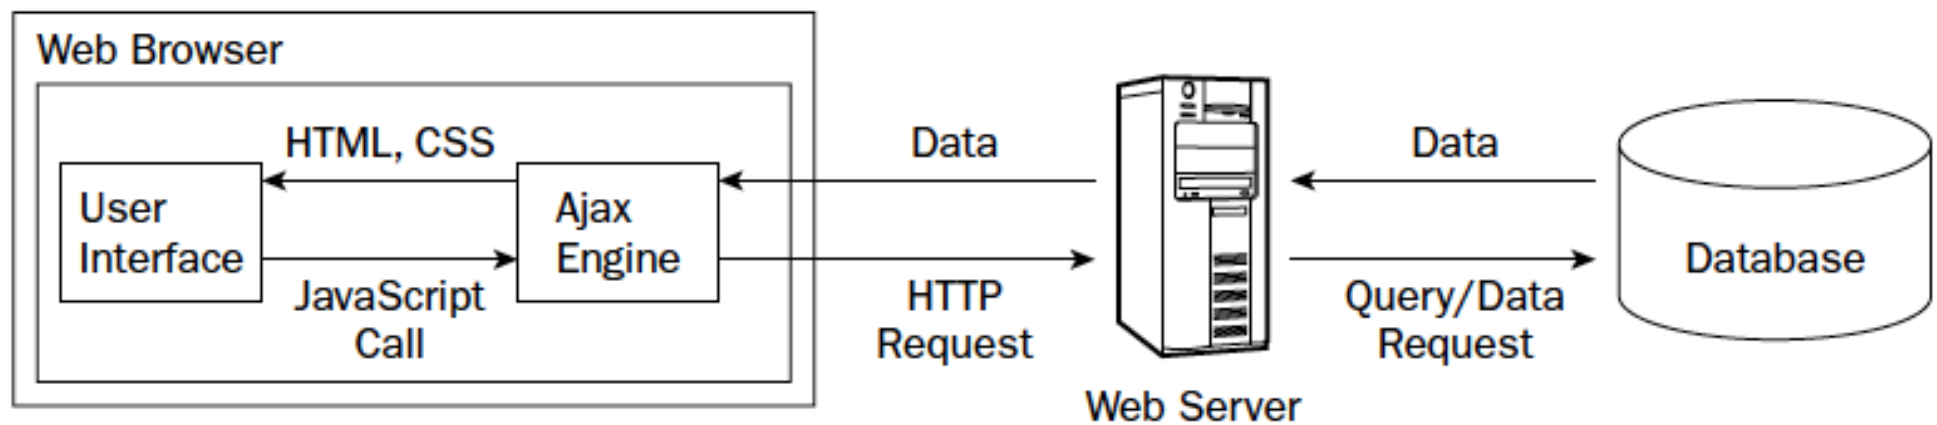 Web Browser
HTML, CSS
User
Interface
JavaScript
Call
Ajax
Engine
Data
HTTP
Request
Web Server
Data
Query/Data
Request
Database